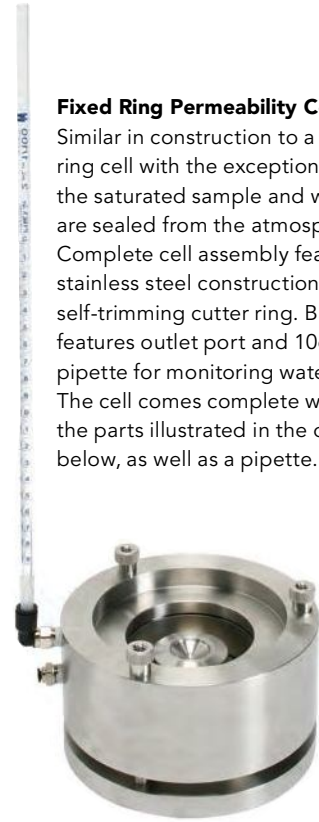 Fixed Ring Permeability C
Similar in construction to a
ring cell with the exception
the saturated sample and w
are sealed from the atmosp
Complete cell assembly fea
stainless steel construction
self-trimming cutter ring. B
features outlet port and 10
pipette for monitoring wate
The cell comes complete w
the parts illustrated in the
below, as well as a pipette.